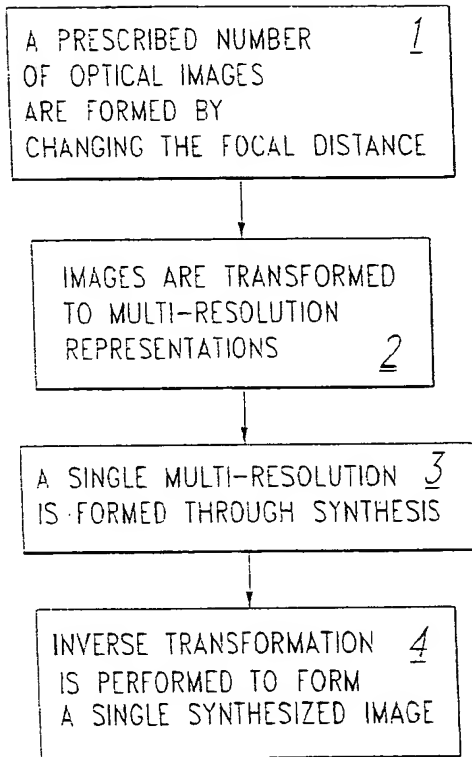 A PRESCRIBED NUMBER 1
OF OPTICAL IMAGES
ARE FORMED BY
CHANGING THE FOCAL DISTANCE
IMAGES ARE TRANSFORMED
TO MULTI-RESOLUTION
REPRESENTATIONS 2
A SINGLE MULTI-RESOLUTION 3
IS FORMED THROUGH SYNTHESIS
INVERSE TRANSFORMATION 4
IS PERFORMED TO FORM
A SINGLE SYNTHESIZED IMAGE